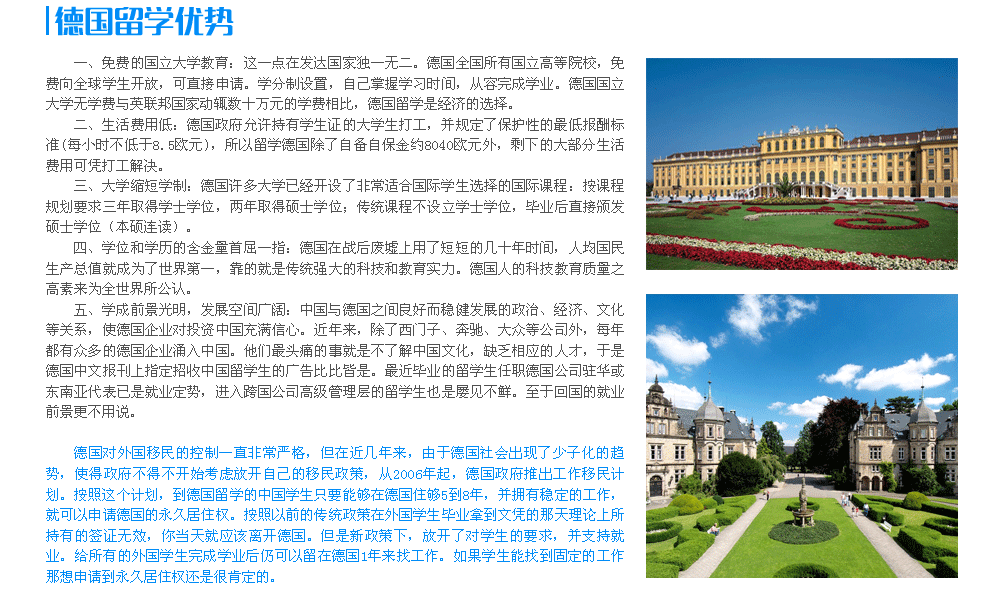 德国留学优势
一、免费的国立大学教育：这一点在发达国家独一无二。德国全国所有国立高等院校，免
费向全球学生开放，可直接申请。学分制设置，自己掌握学习时间，从容完成学业。德国国立
大学无学费与英联邦国家动辄数十万元的学费相比，德国留学是经济的选择。
二、生活费用低：德国政府允许持有学生证的大学生打工，并规定了保护性的最低报酬标
准(每小时不低于8.5欧元)，所以留学德国除了自备自保金约8040欧元外，剩下的大部分生活
费用可凭打工解决。
三、大学缩短学制：德国许多大学已经开设了非常适合国际学生选择的国际课程：按课程
规划要求三年取得学士学位，两年取得硕士学位；传统课程不设立学士学位，毕业后直接颁发
硕士学位（本硕连读）。
四、学位和学历的含金量首屈一指：德国在战后废墟上用了短短的几十年时间，人均国民
生产总值就成为了世界第一，靠的就是传统强大的科技和教育实力。德国人的科技教育质量之
高素来为全世界所公认。
五、学成前景光明，发展空间广阔：中国与德国之间良好而稳健发展的政治、经济、文化
等关系，使德国企业对投资中国充满信心。近年来，除了西门子、奔驰、大众等公司外，每年
都有众多的德国企业涌入中国。他们最头痛的事就是不了解中国文化，缺乏相应的人才，于是
德国中文报刊上指定招收中国留学生的广告比比皆是。最近毕业的留学生任职德国公司驻华或
东南亚代表已是就业定势，进入跨国公司高级管理层的留学生也是屡见不鲜。至于回国的就业
前景更不用说。
德国对外国移民的控制一直非常严格，但在近几年来，由于德国社会出现了少子化的趋
势，使得政府不得不开始考虑放开自己的移民政策，从2006年起，德国政府推出工作移民计
划。按照这个计划，到德国留学的中国学生只要能够在德国住够5到8年，并拥有稳定的工作，
就可以申请德国的永久居住权。按照以前的传统政策在外国学生毕业拿到文凭的那天理论上所
持有的签证无效，你当天就应该离开德国。但是新政策下，放开了对学生的要求，并支持就
业。给所有的外国学生完成学业后仍可以留在德国1年来找工作。如果学生能找到固定的工作
那想申请到永久居住权还是很肯定的。